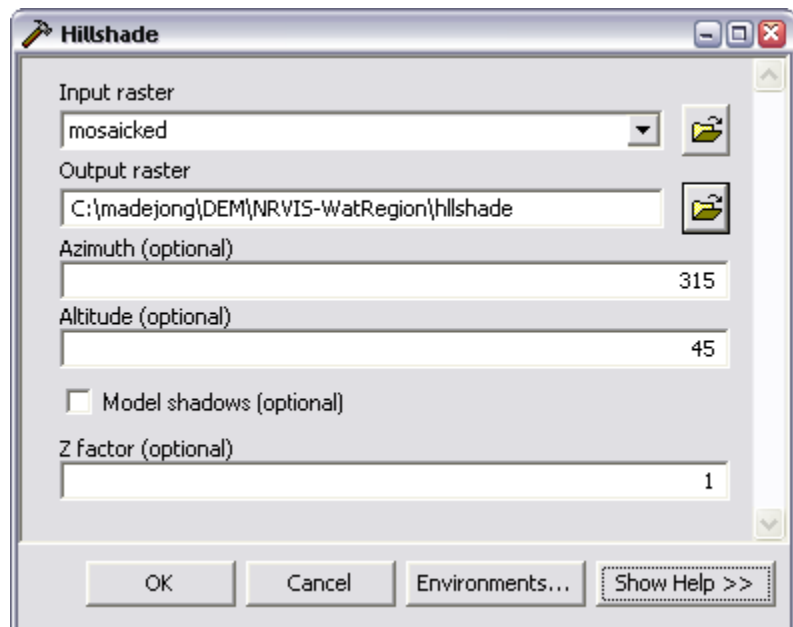 Hillshade
Input raster
mosaicked
Output raster
C:\madejong\DEM\NRVIS-WatRegion\hllshade
Azimuth (optional)
315
Altitude (optional)
45
Model shadows (optional)
Z factor (optional)
1
OK Cancel Environments... Show Help >>